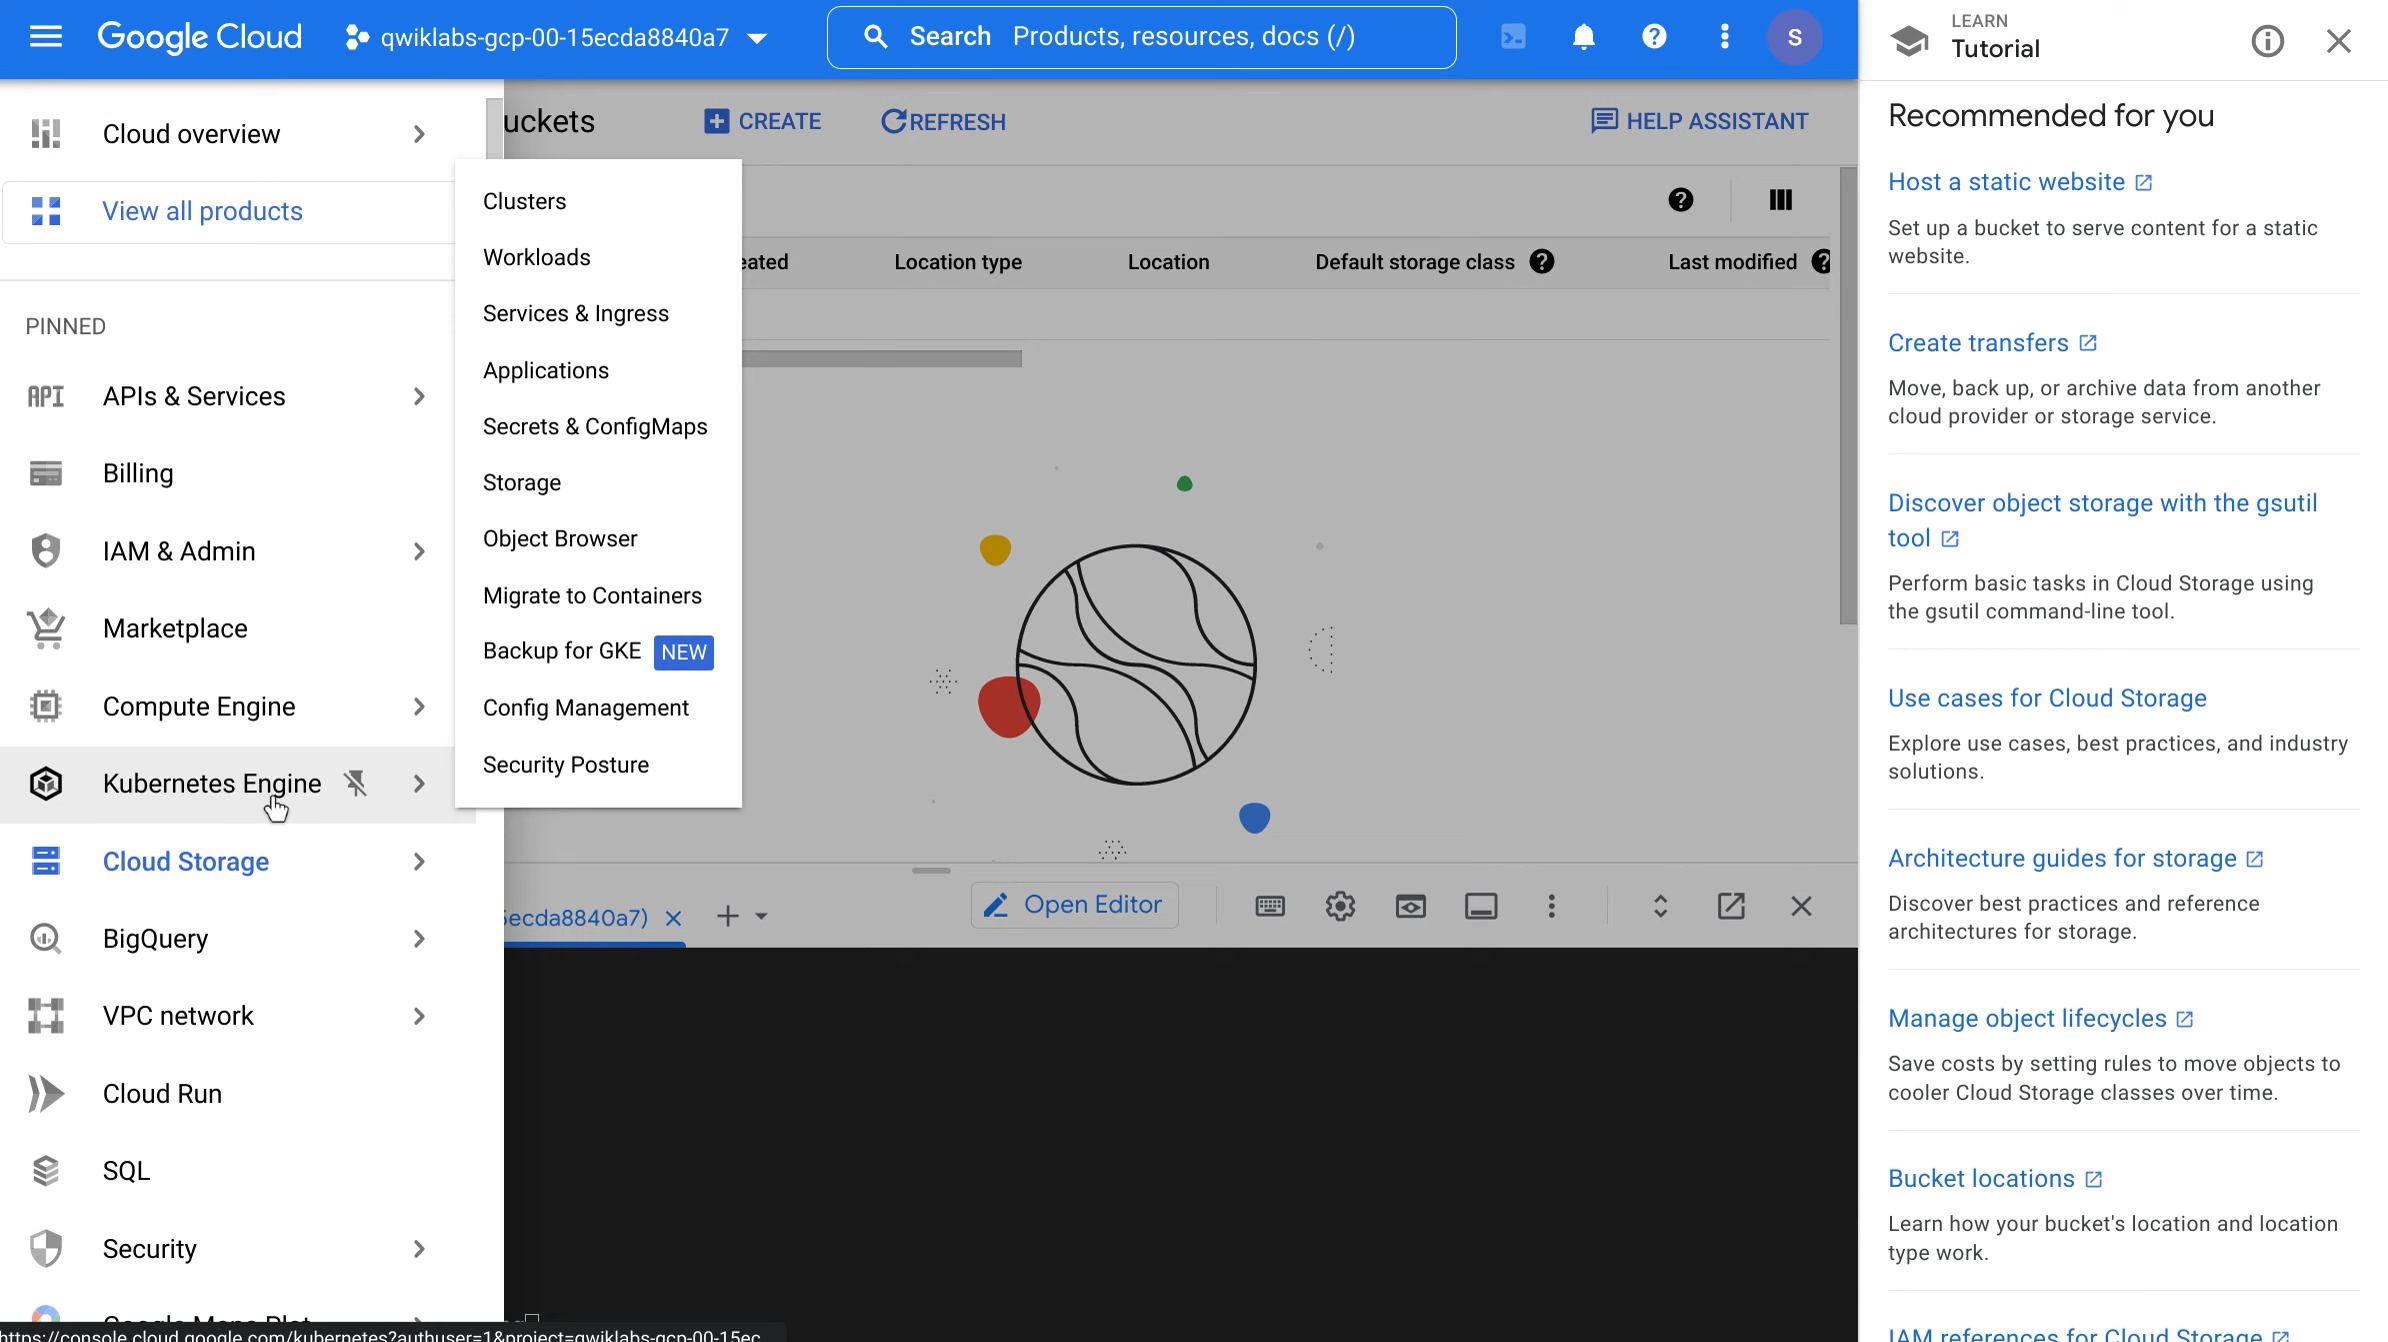 Google Cloud
qwiklabs-gcp-00-15ecda8840a7
Search Products, resources, docs (/)
S
LEARN
Tutorial
Cloud overview
View all products
PINNED
API APIs & Services
Billing
IAM & Admin
Marketplace
Compute Engine
Kubernetes Engine
Cloud Storage
BigQuery
VPC network
Cloud Run
SQL
Security
Google Maps Plat
https://console.cloud.google.com/kubernetes?authuser=1&project=qwiklabs-gcp-00-15ec
Clusters
Workloads
Services & Ingress
Applications
Secrets & ConfigMaps
Storage
Object Browser
Migrate to Containers
Backup for GKE NEW
Config Management
Security Posture
uckets
CREATE
REFRESH
HELP ASSISTANT
eated
Location type
Location
Default storage class
Last modified
5ecda8840a7)
Open Editor
Recommended for you
Host a static website
Set up a bucket to serve content for a static
website.
Create transfers
Move, back up, or archive data from another
cloud provider or storage service.
Discover object storage with the gsutil
tool
Perform basic tasks in Cloud Storage using
the gsutil command-line tool.
Use cases for Cloud Storage
Explore use cases, best practices, and industry
solutions.
Architecture guides for storage
Discover best practices and reference
architectures for storage.
Manage object lifecycles
Save costs by setting rules to move objects to
cooler Cloud Storage classes over time.
Bucket locations
Learn how your bucket's location and location
type work.
IAM references for Cloud Storage